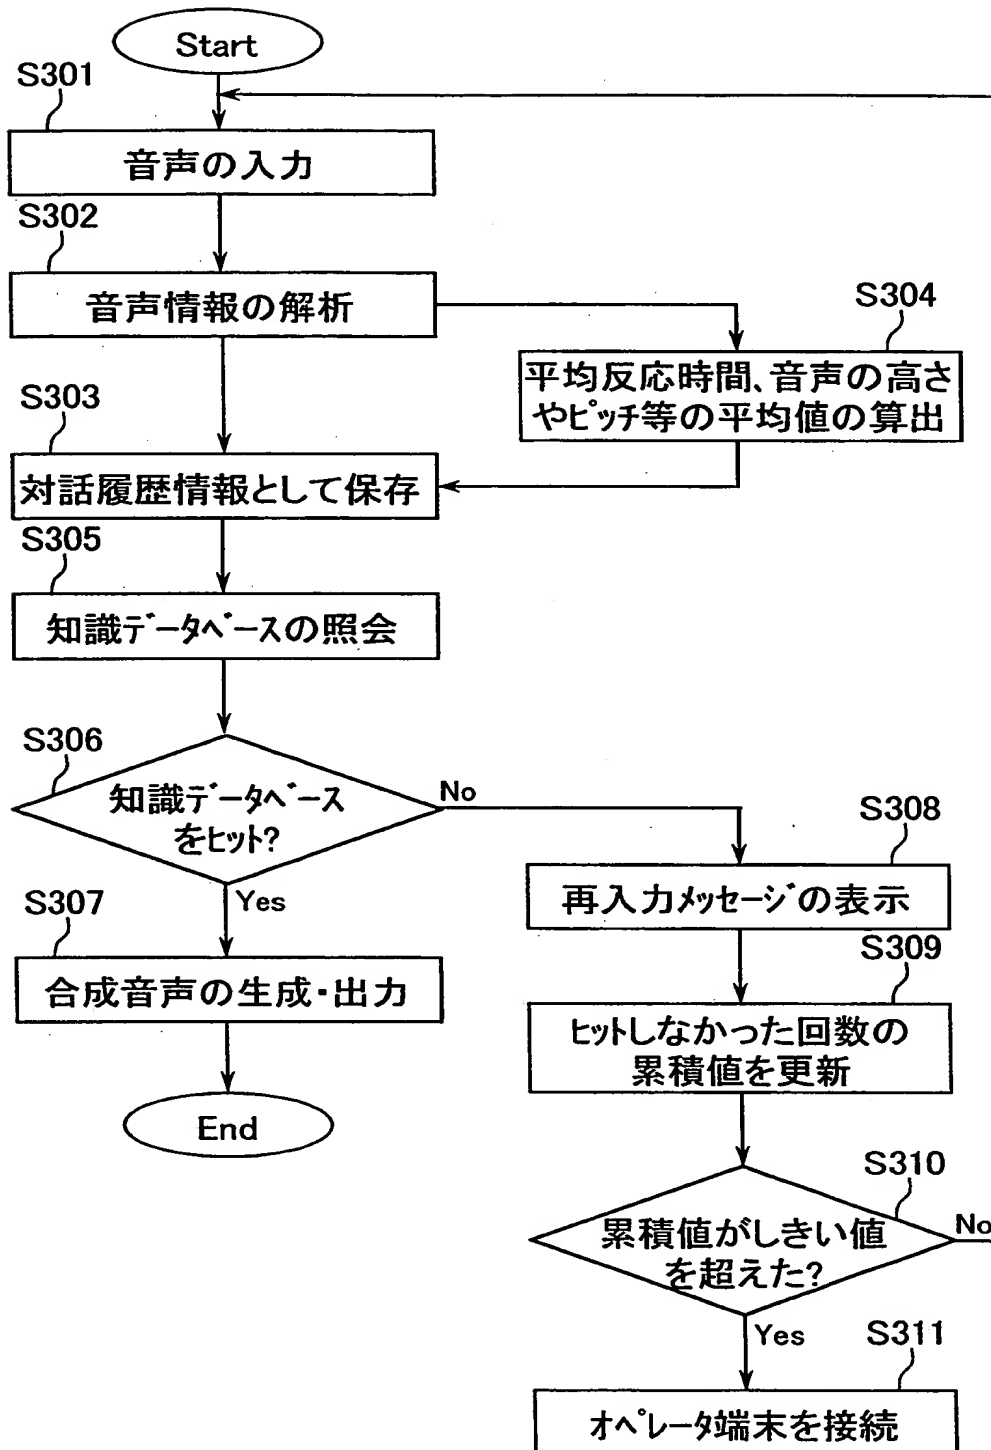 Start
S301
音声の入力
S302
音声情報の解析
S304
平均反応時間、音声の高さ
やピッチ等の平均値の算出
S303
対話履歴情報として保存
S305
知識データベースの照会
S306
知識データベース
をヒット?
No
Yes
S307
合成音声の生成・出力
End
S308
再入力メッセージの表示
S309
ヒットしなかった回数の
累積値を更新
S310
累積値がしきい値
を超えた?
No
Yes
S311
オペレータ端末を接続